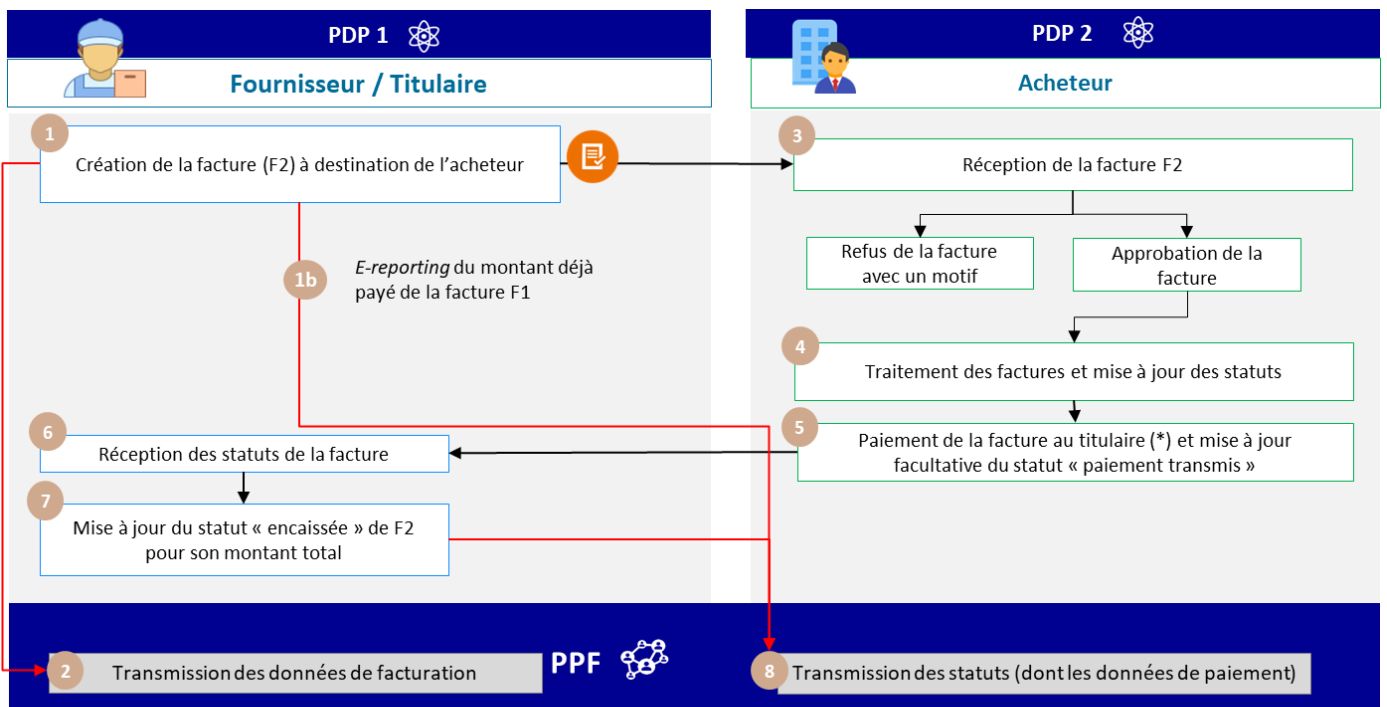 PDP 1
Fournisseur / Titulaire
PDP 2
Acheteur
1
Création de la facture (F2) à destination de l’acheteur
3
Réception de la facture F2
1b
E-reporting du montant déjà
payé de la facture F1
Refus de la facture
avec un motif
Approbation de la
facture
4
Traitement des factures et mise à jour des statuts
5
Paiement de la facture au titulaire (*) et mise à jour
facultative du statut « paiement transmis »
6
Réception des statuts de la facture
7
Mise à jour du statut « encaissée » de F2
pour son montant total
PPF
2
Transmission des données de facturation
8
Transmission des statuts (dont les données de paiement)